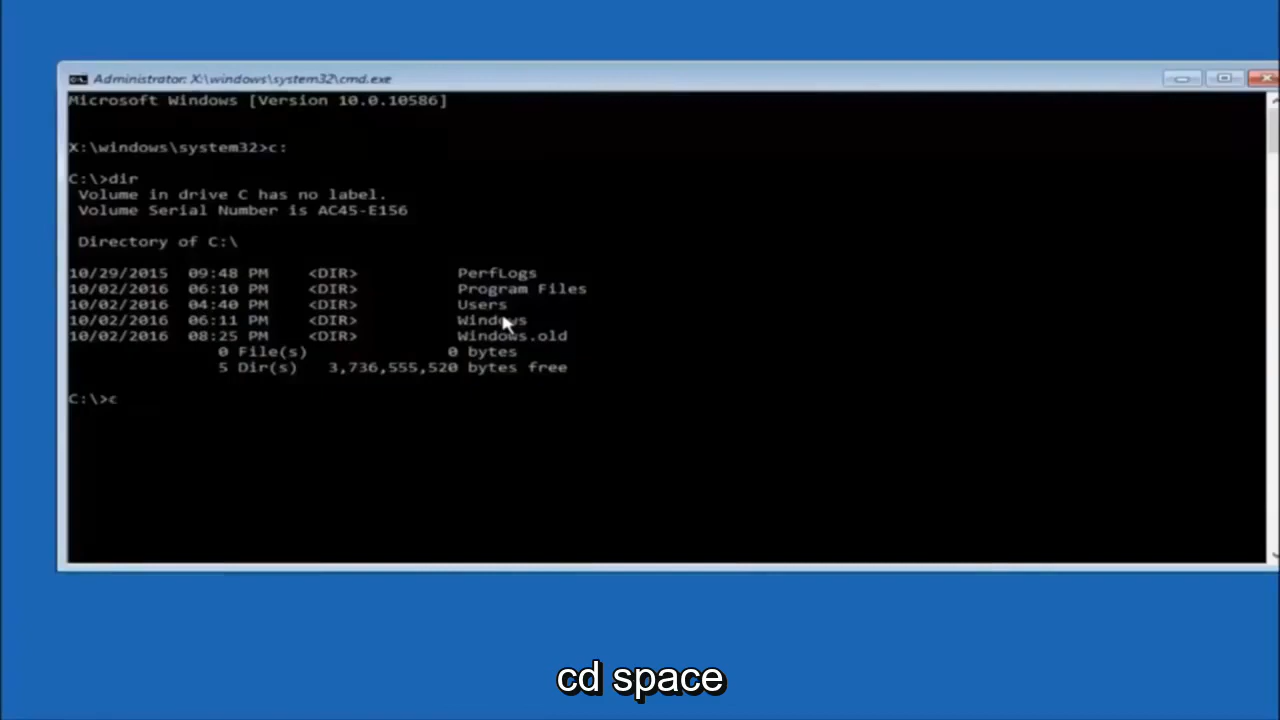 Administrator: X:\windows\system32\cmd.exe
Microsoft Windows [Version 10.0.10586]
X:\windows\system32>c:
C:\>dir
Volume in drive C has no label.
Volume Serial Number is AC45-E156
Directory of C:\
10/29/2015 09:48 PM <DIR> PerfLogs
10/02/2016 06:10 PM <DIR> Program Files
10/02/2016 04:40 PM <DIR> Users
10/02/2016 06:11 PM <DIR> Windows
10/02/2016 08:25 PM <DIR> Windows.old
0 File(s) 0 bytes
5 Dir(s) 3,736,555,520 bytes free
C:\>c
cd space